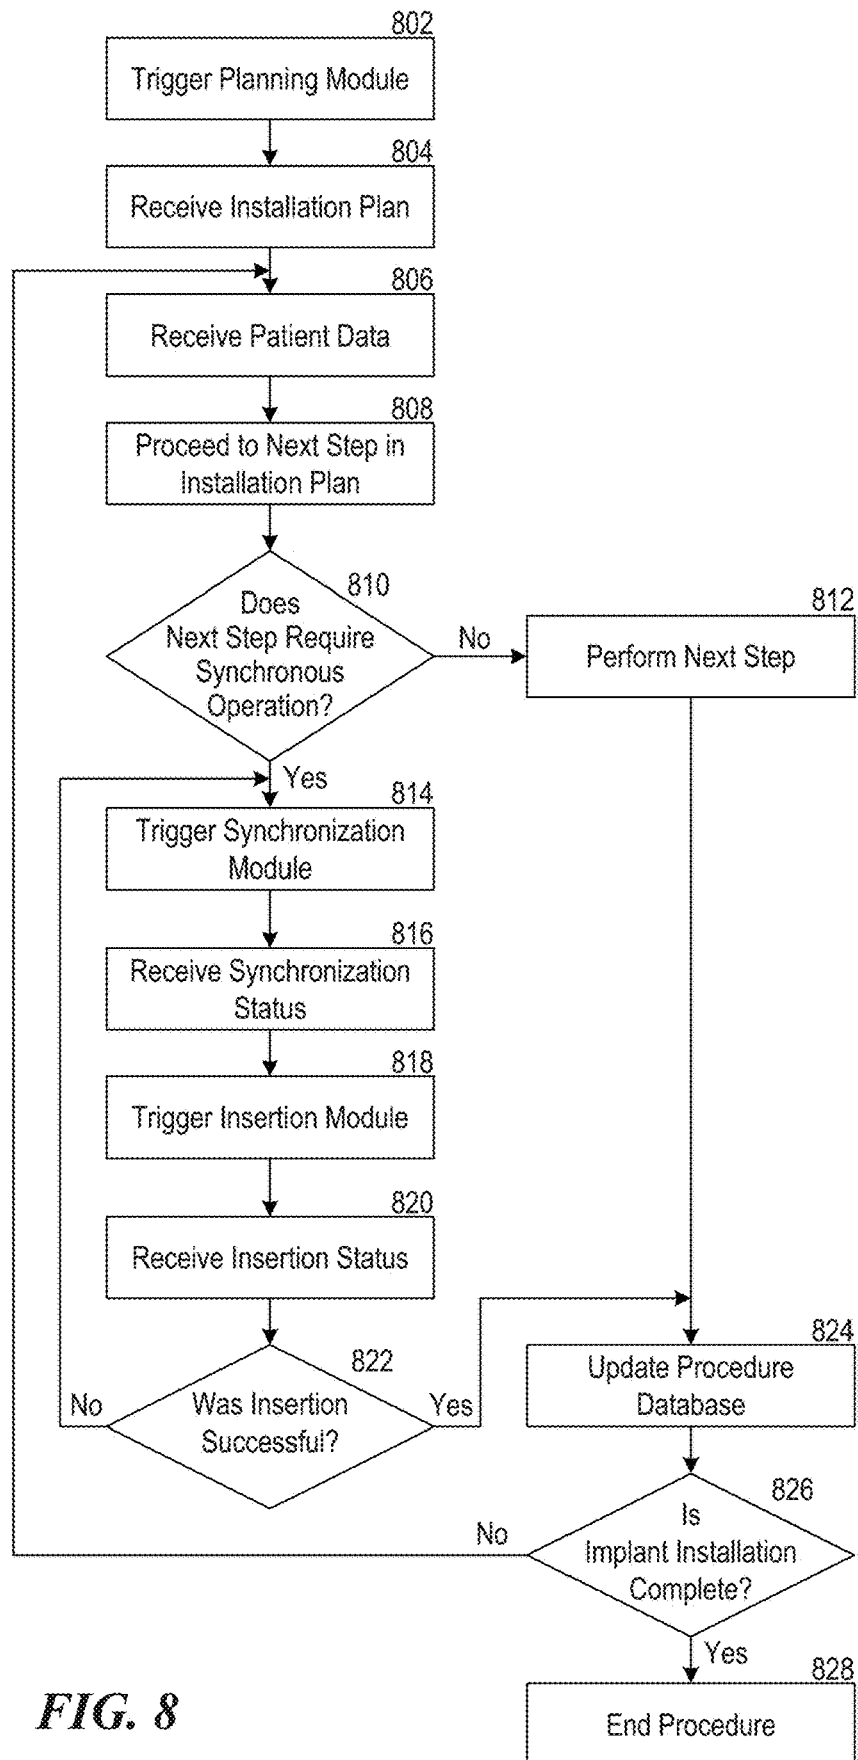 802
Trigger Planning Module
804
Receive Installation Plan
806
Receive Patient Data
808
Proceed to Next Step in
Installation Plan
810
Does
Next Step Require
Synchronous
Operation?
No
812
Perform Next Step
Yes
814
Trigger Synchronization
Module
816
Receive Synchronization
Status
818
Trigger Insertion Module
820
Receive Insertion Status
822
Was Insertion
Successful?
No
Yes
824
Update Procedure
Database
826
Is
Implant Installation
Complete?
No
Yes
828
End Procedure
FIG. 8